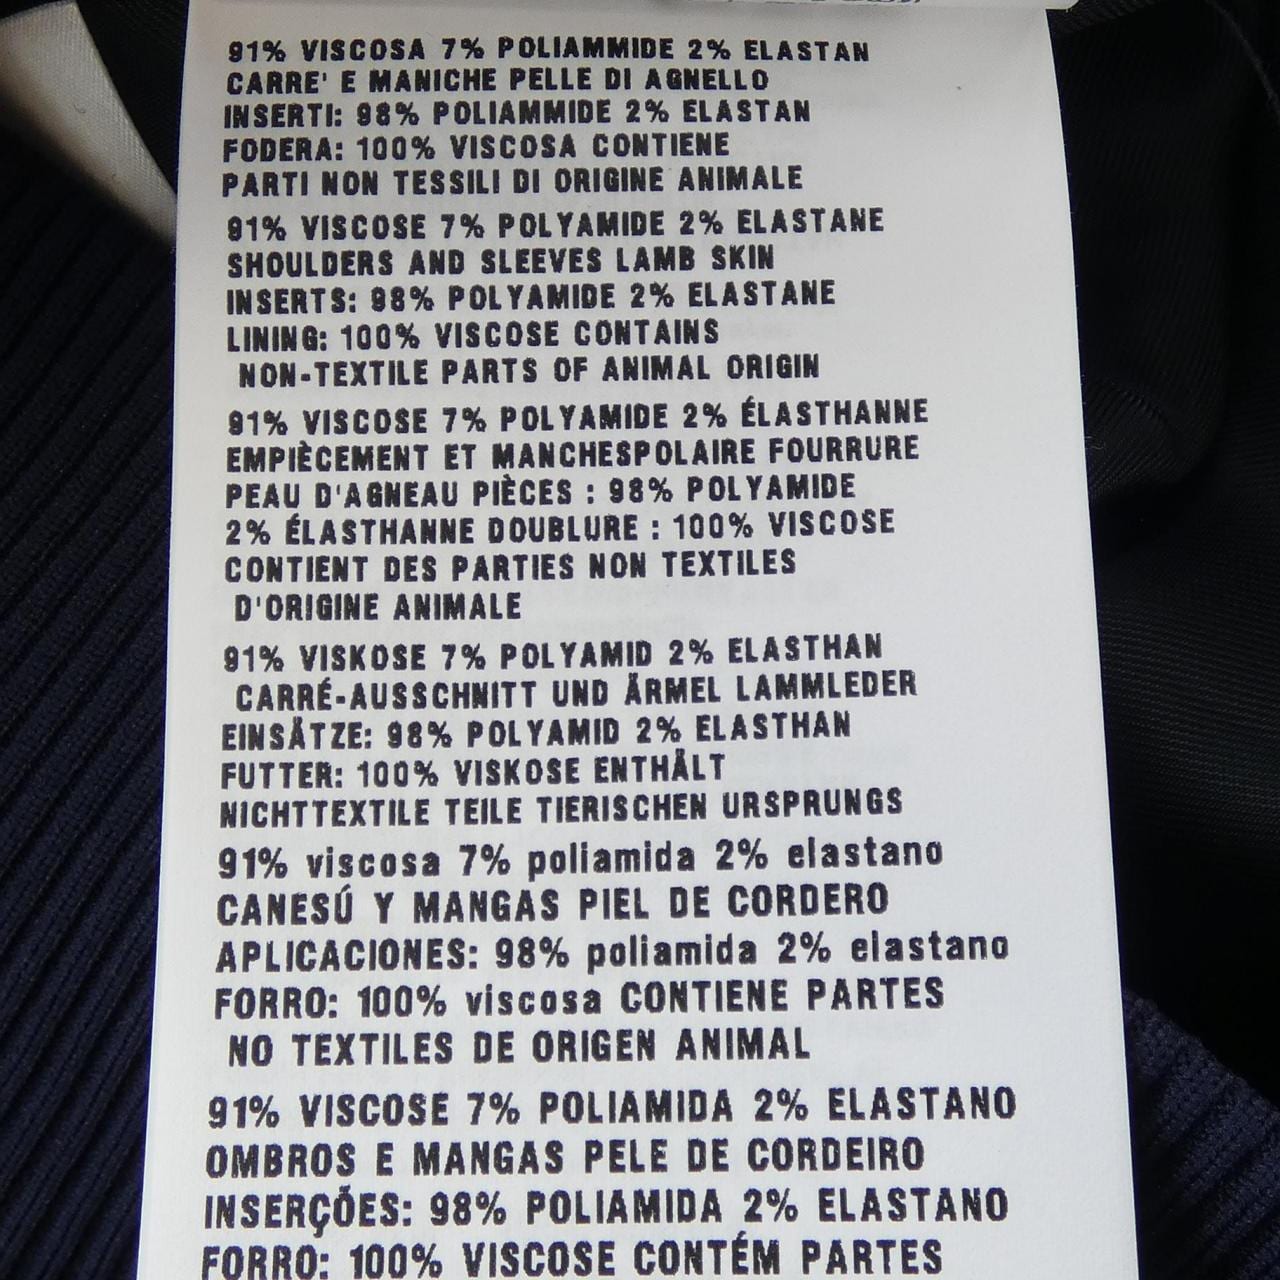 91% VISCOSA 7% POLIAMMIDE 2% ELASTAN
CARRE' E MANICHE PELLE DI AGNELLO
INSERTI: 98% POLIAMMIDE 2% ELASTAN
FODERA: 100% VISCOSA CONTIENE
PARTI NON TESSILI DI ORIGINE ANIMALE
91% VISCOSE 7% POLYAMIDE 2% ELASTANE
SHOULDERS AND SLEEVES LAMB SKIN
INSERTS: 98% POLYAMIDE 2% ELASTANE
LINING: 100% VISCOSE CONTAINS
NON-TEXTILE PARTS OF ANIMAL ORIGIN
91% VISCOSE 7% POLYAMIDE 2% ÉLASTHANNE
EMPIÈCEMENT ET MANCHESPOLAIRE FOURRURE
PEAU D'AGNEAU PIÈCES : 98% POLYAMIDE
2% ÉLASTHANNE DOUBLURE : 100% VISCOSE
CONTIENT DES PARTIES NON TEXTILES
D'ORIGINE ANIMALE
91% VISKOSE 7% POLYAMID 2% ELASTHAN
CARRÉ-AUSSCHNITT UND ÄRMEL LAMMLEDER
EINSÄTZE: 98% POLYAMID 2% ELASTHAN
FUTTER: 100% VISKOSE ENTHÄLT
NICHTTEXTILE TEILE TIERISCHEN URSPRUNGS
91% viscosa 7% poliamida 2% elastano
CANESÚ Y MANGAS PIEL DE CORDERO
APLICACIONES: 98% poliamida 2% elastano
FORRO: 100% viscosa CONTIENE PARTES
NO TEXTILES DE ORIGEN ANIMAL
91% VISCOSE 7% POLIAMIDA 2% ELASTANO
OMBROS E MANGAS PELE DE CORDEIRO
INSERÇÕES: 98% POLIAMIDA 2% ELASTANO
FORRO: 100% VISCOSE CONTÉM PARTES